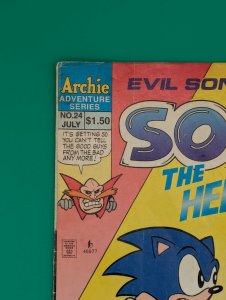 Archie
ADVENTURE
SERIES
NO.24
JULY
$1.50
IT'S GETTING SO
YOU CAN'T TELL
THE GOOD GUYS
FROM THE BAD
ANY MORE!
EVIL SON
SO
THE
HE
46977